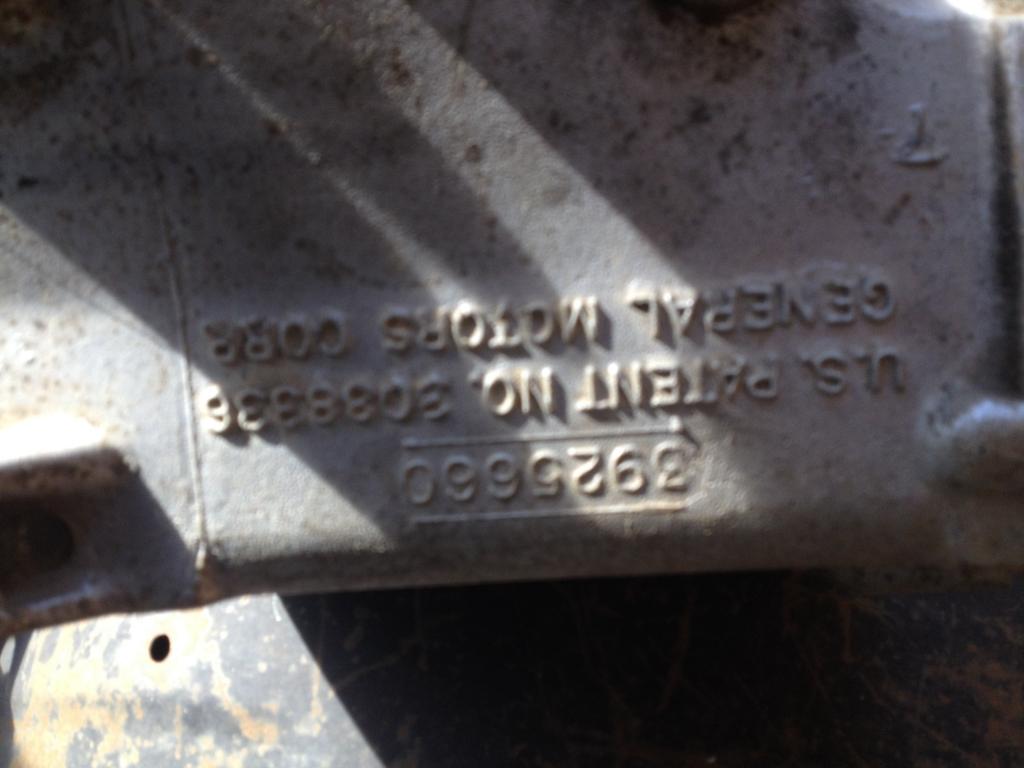 3925660
U.S. PATENT NO. 3088336
GENERAL MOTORS CORP